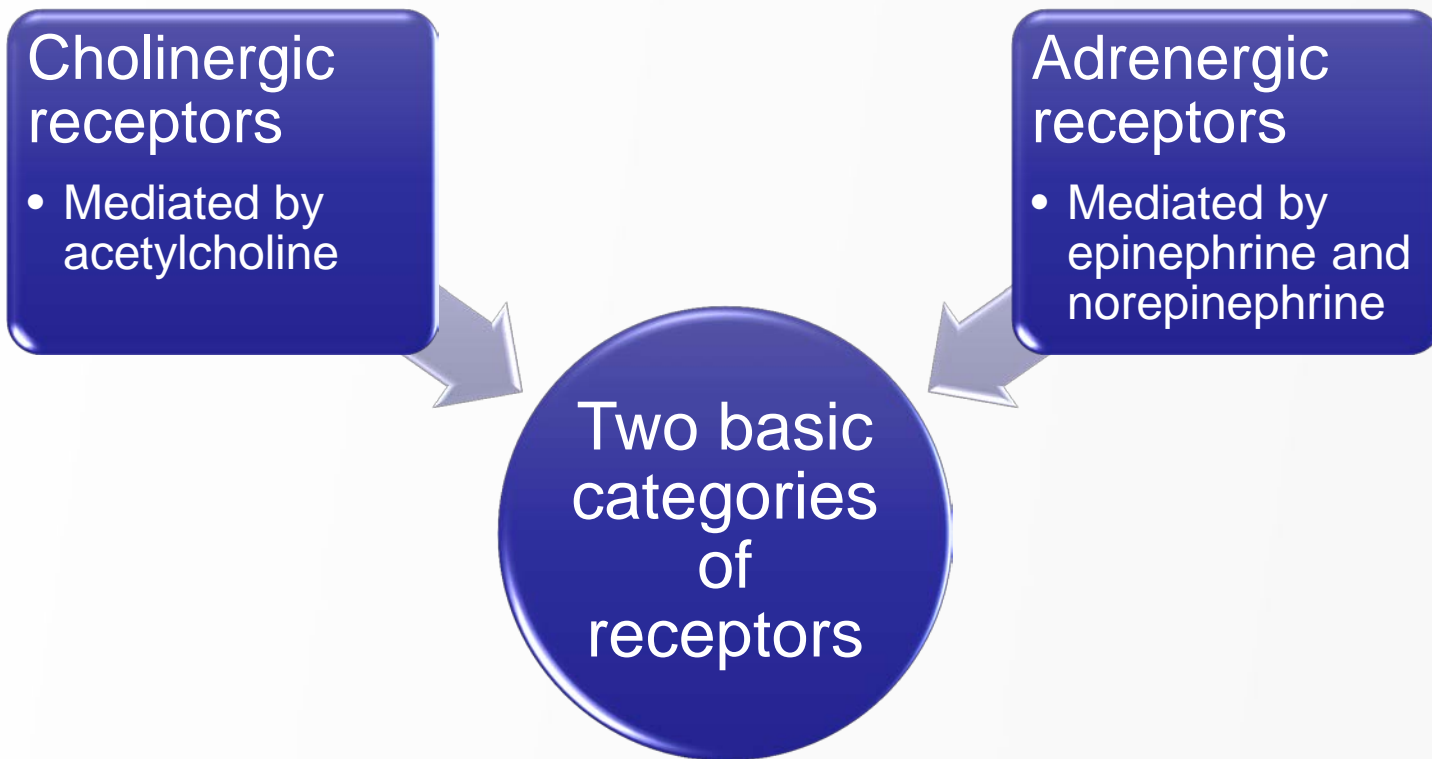 Cholinergic
receptors
• Mediated by
acetylcholine
Adrenergic
receptors
• Mediated by
epinephrine and
norepinephrine
Two basic
categories
of
receptors